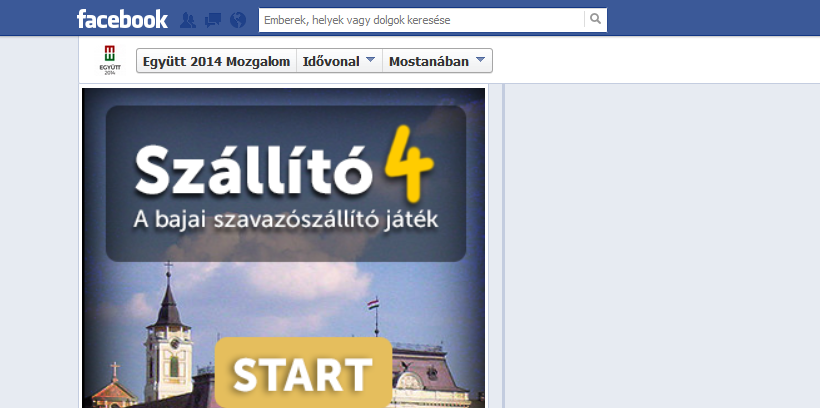 facebook
Emberek, helyek vagy dolgok keresése
EGYÜTT
2014
Együtt 2014 Mozgalom
Idővonal
Mostanában
Szállító 4
A bajai szavazószállító játék
START